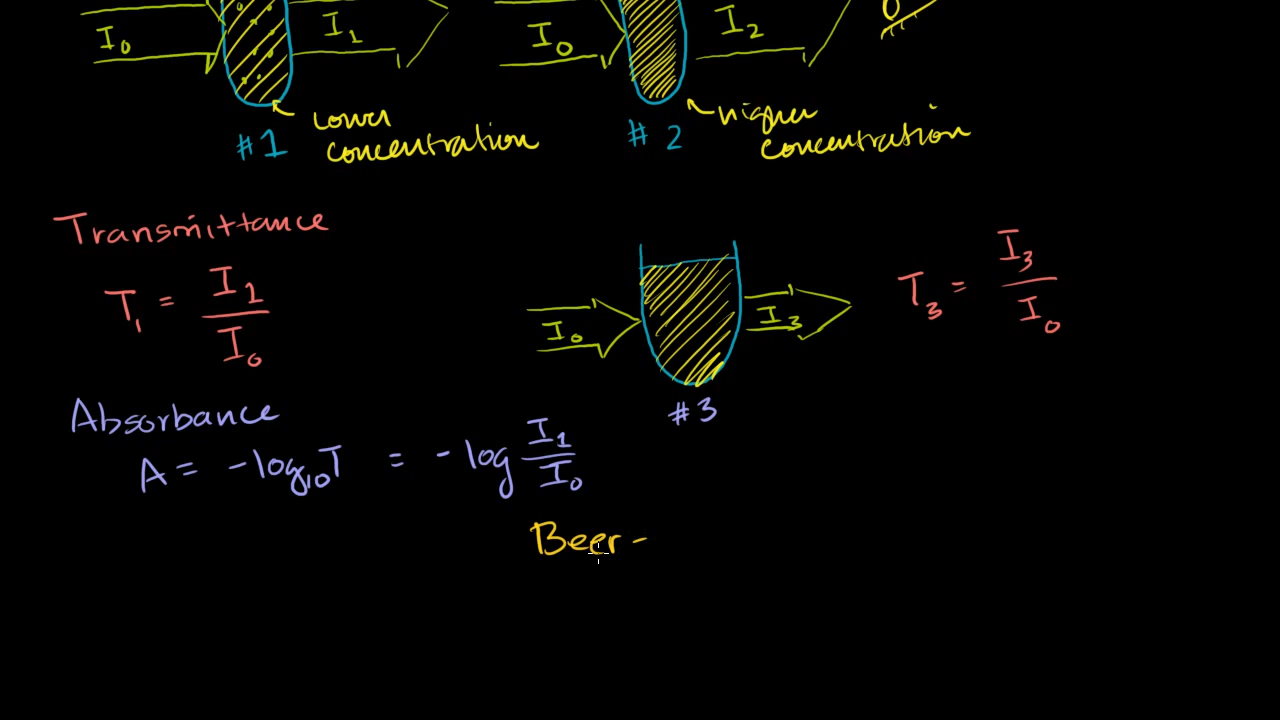 I₀ I₁ I₀ I₂
lower concentration
#1
higher concentration
#2
Transmittance
T₁ = I₁ / I₀
I₀ I₃
#3
T₃ = I₃ / I₀
Absorbance
A = -log₁₀T = -log I₁ / I₀
Beer -